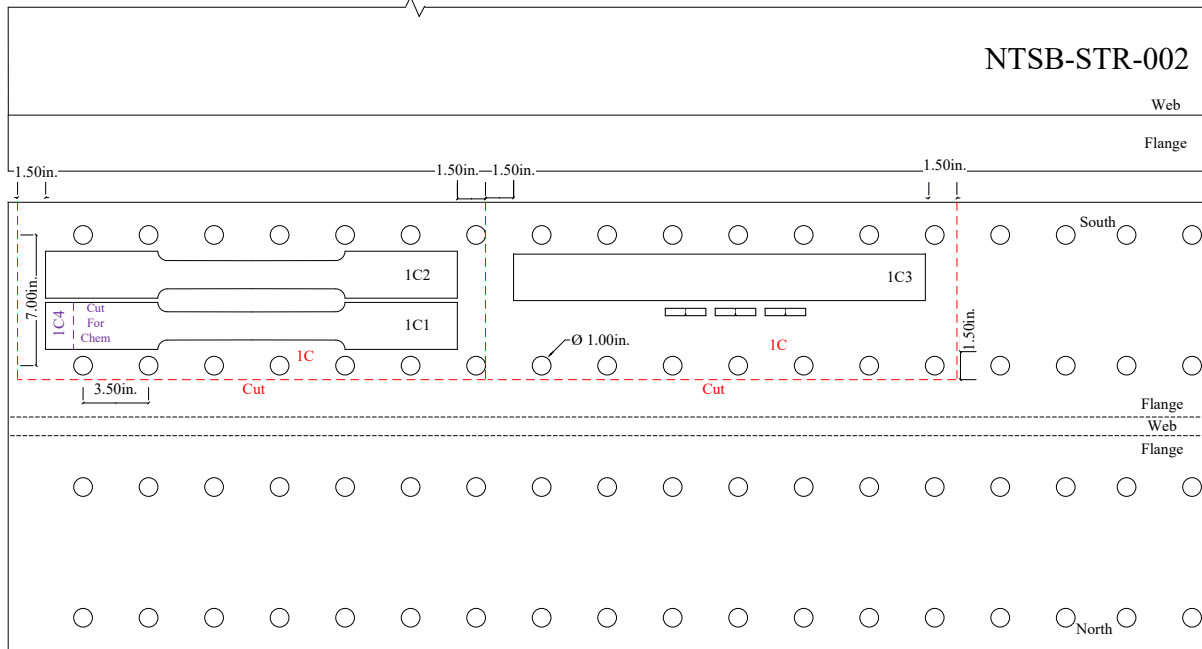 NTSB-STR-002
Web
Flange
1.50in.
1.50in.
1.50in.
1.50in.
South
7.00in.
1C2
1C3
1C4
Cut
For
Chem
1C1
1C
Ø 1.00in.
1C
1.50in.
3.50in.
Cut
Cut
Flange
Web
Flange
North